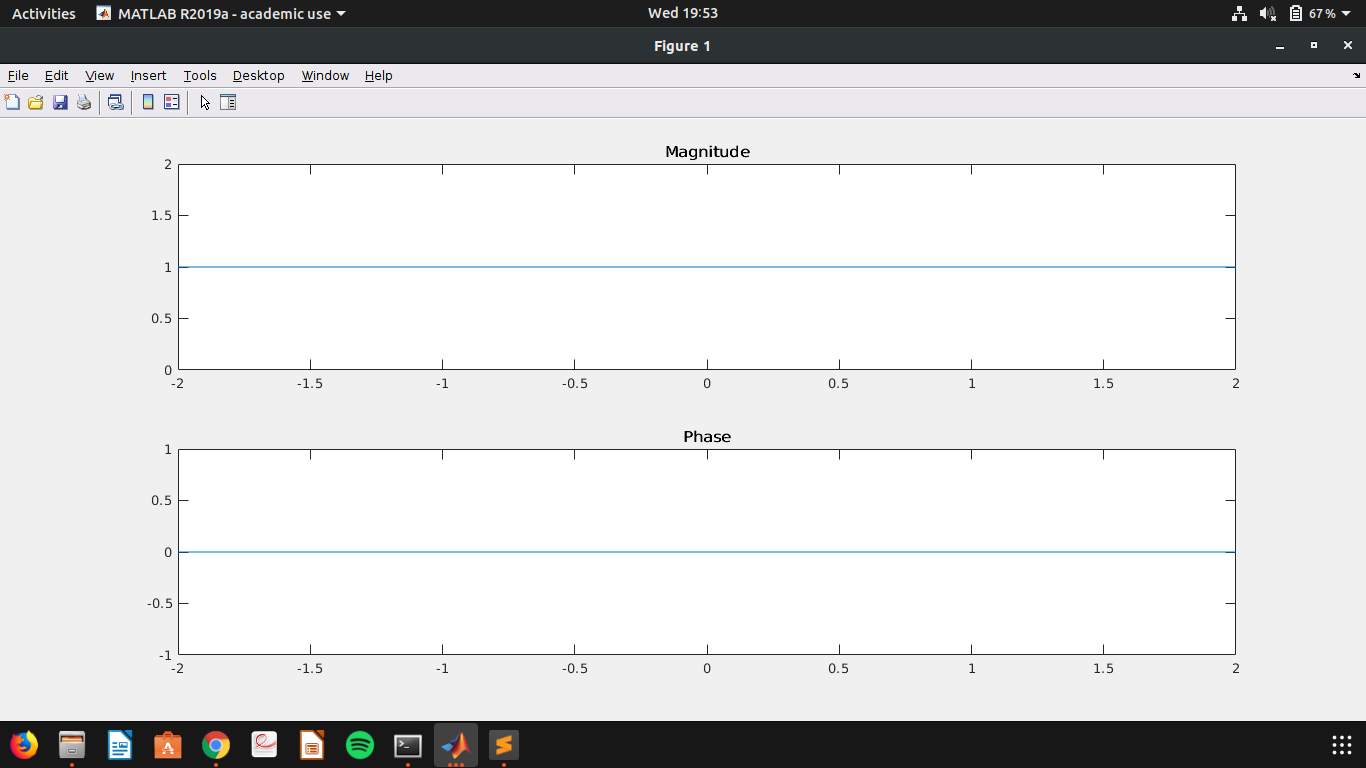 Activities MATLAB R2019a - academic use Wed 19:53 67 %
Figure 1
File Edit View Insert Tools Desktop Window Help
Magnitude
2
1.5
1
0.5
0
-2 -1.5 -1 -0.5 0 0.5 1 1.5 2
Phase
1
0.5
0
-0.5
-1
-2 -1.5 -1 -0.5 0 0.5 1 1.5 2